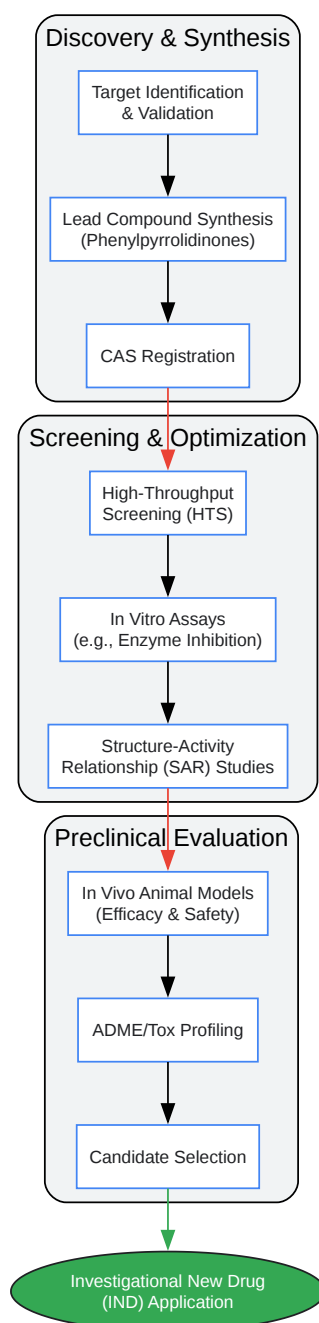 Discovery & Synthesis
Target Identification
& Validation
Lead Compound Synthesis
(Phenylpyrrolidinones)
CAS Registration
Screening & Optimization
High-Throughput
Screening (HTS)
In Vitro Assays
(e.g., Enzyme Inhibition)
Structure-Activity
Relationship (SAR) Studies
Preclinical Evaluation
In Vivo Animal Models
(Efficacy & Safety)
ADME/Tox Profiling
Candidate Selection
Investigational New Drug
(IND) Application